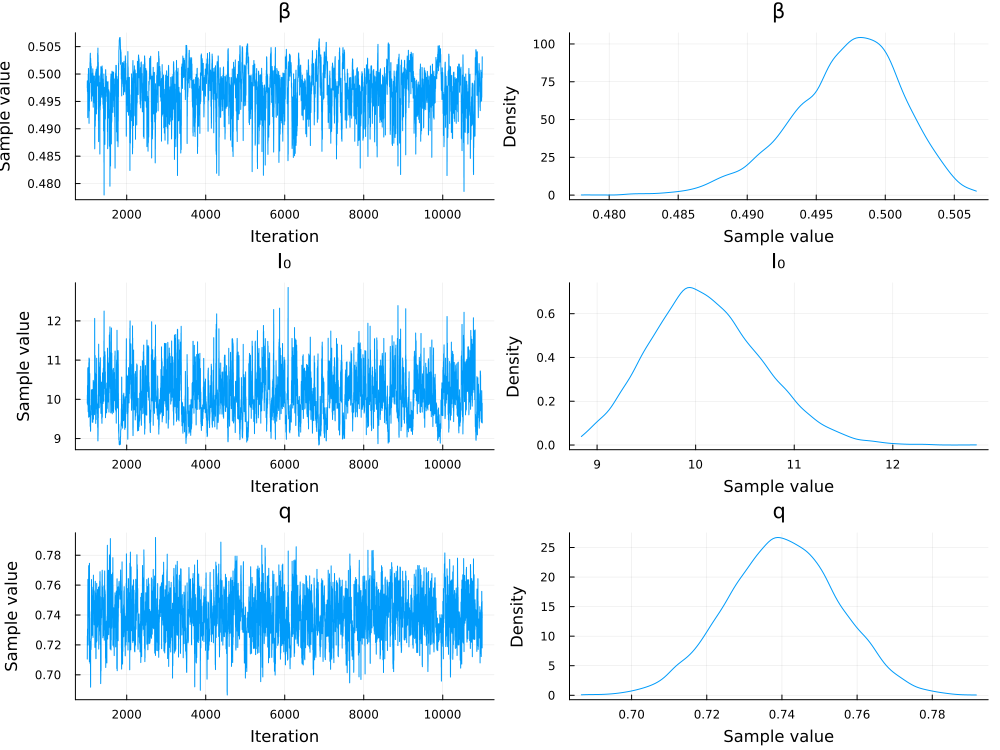 β
Sample value
0.505
0.500
0.495
0.490
0.485
0.480
2000 4000 6000 8000 10000
Iteration
β
Density
100
75
50
25
0
0.480 0.485 0.490 0.495 0.500 0.505
Sample value
I₀
Sample value
12
11
10
9
2000 4000 6000 8000 10000
Iteration
I₀
Density
0.6
0.4
0.2
0.0
9 10 11 12
Sample value
q
Sample value
0.78
0.76
0.74
0.72
0.70
2000 4000 6000 8000 10000
Iteration
q
Density
25
20
15
10
5
0
0.70 0.72 0.74 0.76 0.78
Sample value